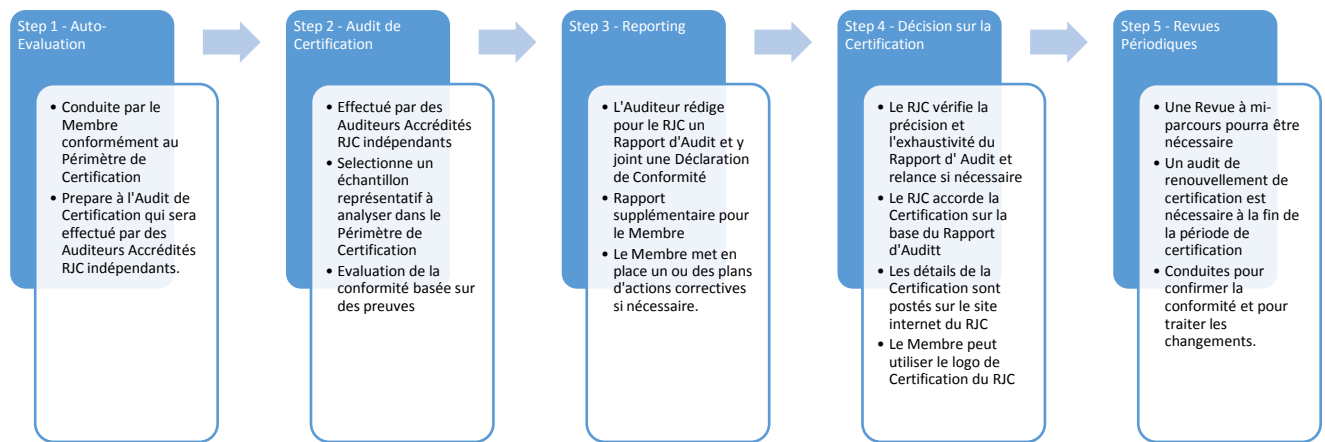 Step 1 - Auto-
Evaluation
• Conduite par le
Membre
conformément au
Périmètre de
Certification
• Prepare à l'Audit de
Certification qui sera
effectué par des
Auditeurs Accrédités
RJC indépendants.
Step 2 - Audit de
Certification
• Effectué par des
Auditeurs Accrédités
RJC indépendants
• Selectionne un
échantillon
représentatif à
analyser dans le
Périmètre de
Certification
• Evaluation de la
conformité basée sur
des preuves
Step 3 - Reporting
• L'Auditeur rédige
pour le RJC un
Rapport d'Audit et y
joint une Déclaration
de Conformité
• Rapport
supplémentaire pour
le Membre
• Le Membre met en
place un ou des plans
d'actions correctives
si nécessaire.
Step 4 - Décision sur la
Certification
• Le RJC vérifie la
précision et
l'exhaustivité du
Rapport d' Audit et
relance si nécessaire
• Le RJC accorde la
Certification sur la
base du Rapport
d'Auditt
• Les détails de la
Certification sont
postés sur le site
internet du RJC
• Le Membre peut
utiliser le logo de
Certification du RJC
Step 5 - Revues
Périodiques
• Une Revue à mi-
parcours pourra être
nécessaire
• Un audit de
renouvellement de
certification est
nécessaire à la fin de
la période de
certification
• Conduites pour
confirmer la
conformité et pour
traiter les
changements.